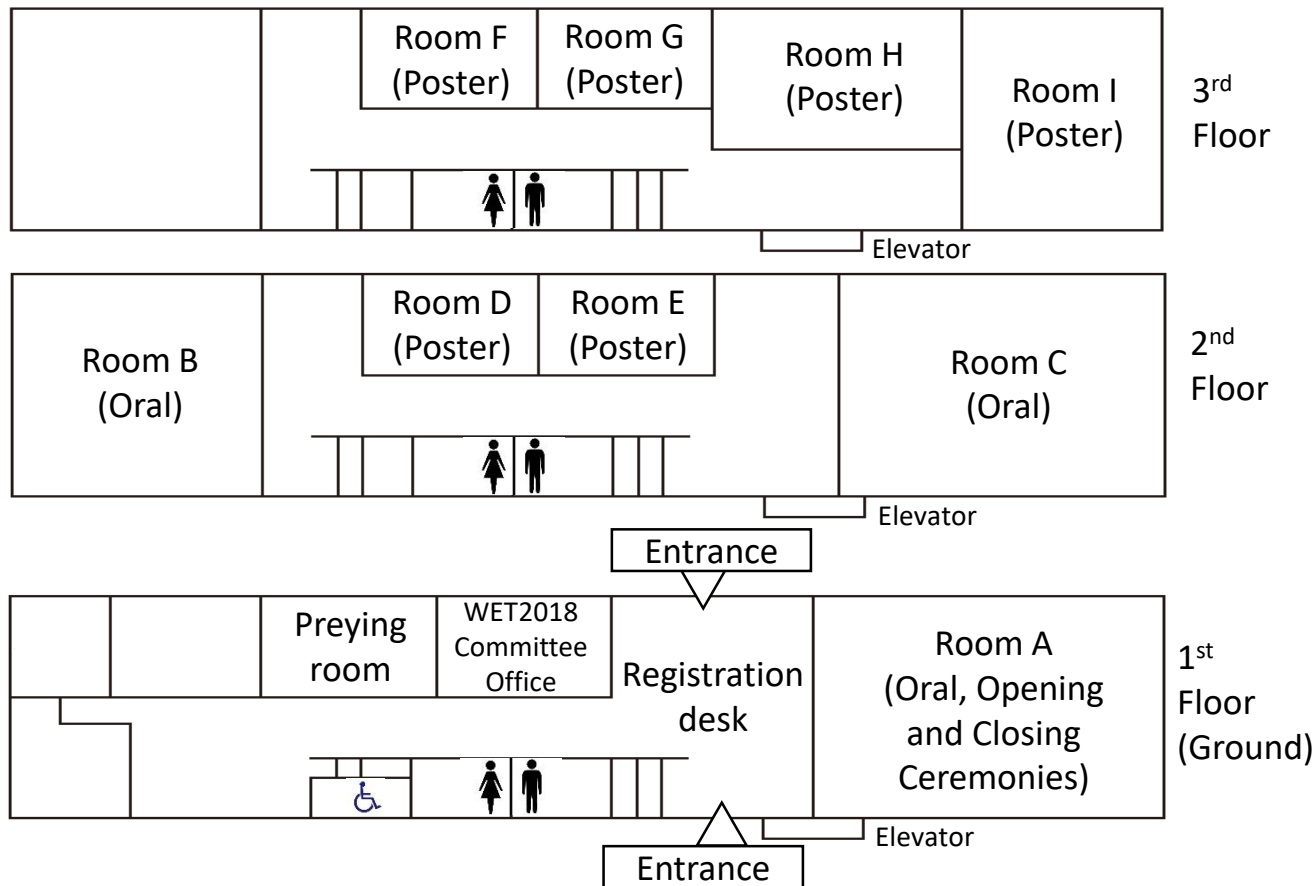 Room F
(Poster)
Room G
(Poster)
Room H
(Poster)
Room I
(Poster)
3rd
Floor
Elevator
Room B
(Oral)
Room D
(Poster)
Room E
(Poster)
Room C
(Oral)
2nd
Floor
Elevator
Entrance
Preying
room
WET2018
Committee
Office
Registration
desk
Room A
(Oral, Opening
and Closing
Ceremonies)
1st
Floor
(Ground)
Elevator
Entrance